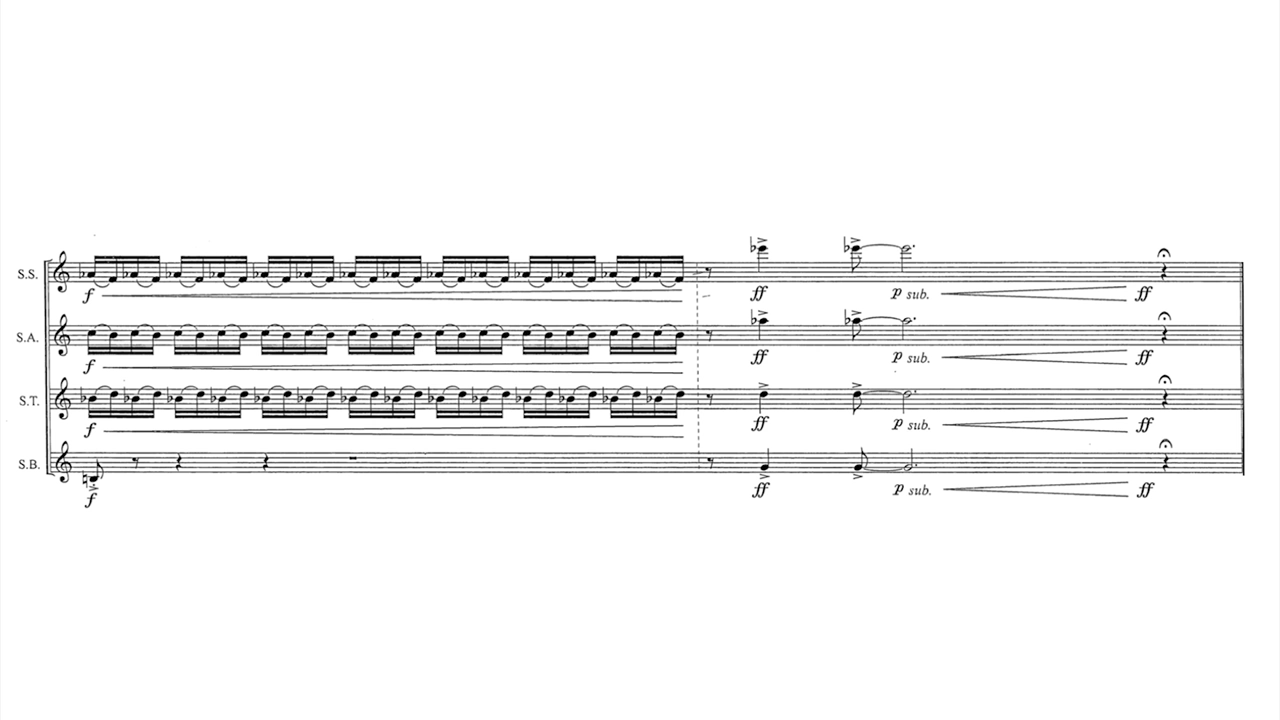 S.S.
f ff p sub. ff
S.A.
f ff p sub. ff
S.T.
f ff p sub. ff
S.B.
f ff p sub. ff